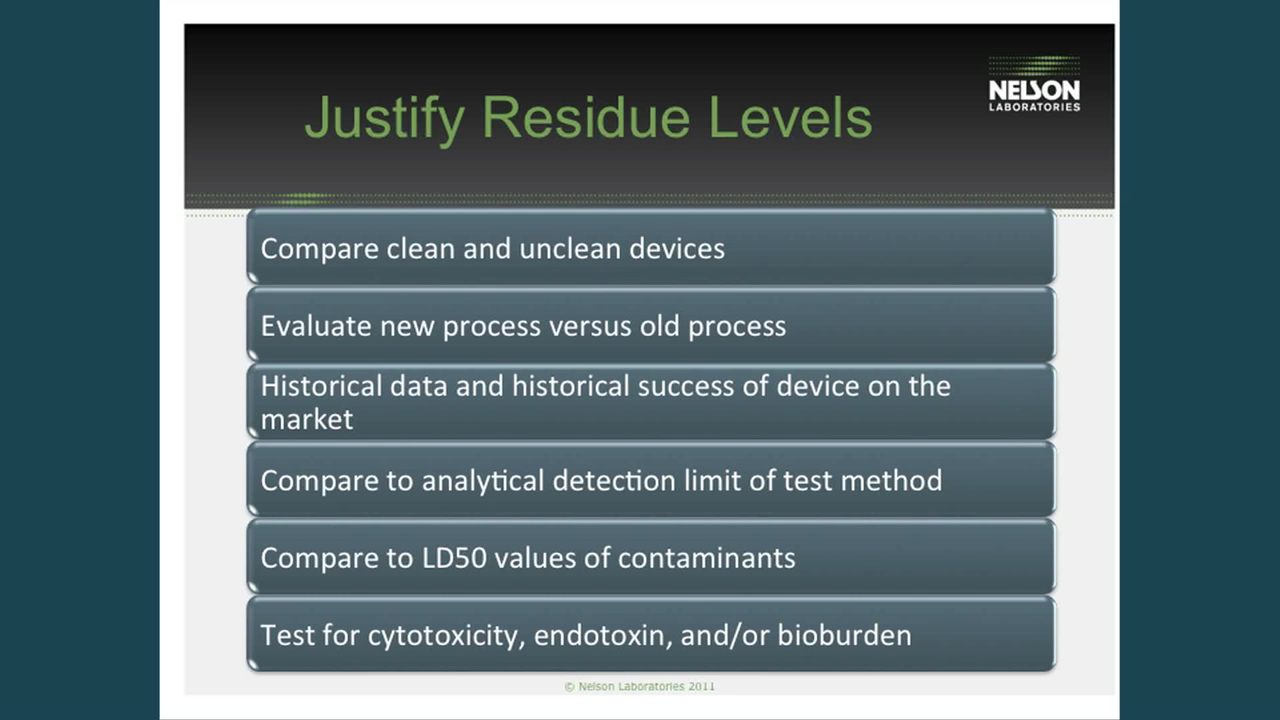 Justify Residue Levels
NELSON
LABORATORIES
Compare clean and unclean devices
Evaluate new process versus old process
Historical data and historical success of device on the
market
Compare to analytical detection limit of test method
Compare to LD50 values of contaminants
Test for cytotoxicity, endotoxin, and/or bioburden
© Nelson Laboratories 2011